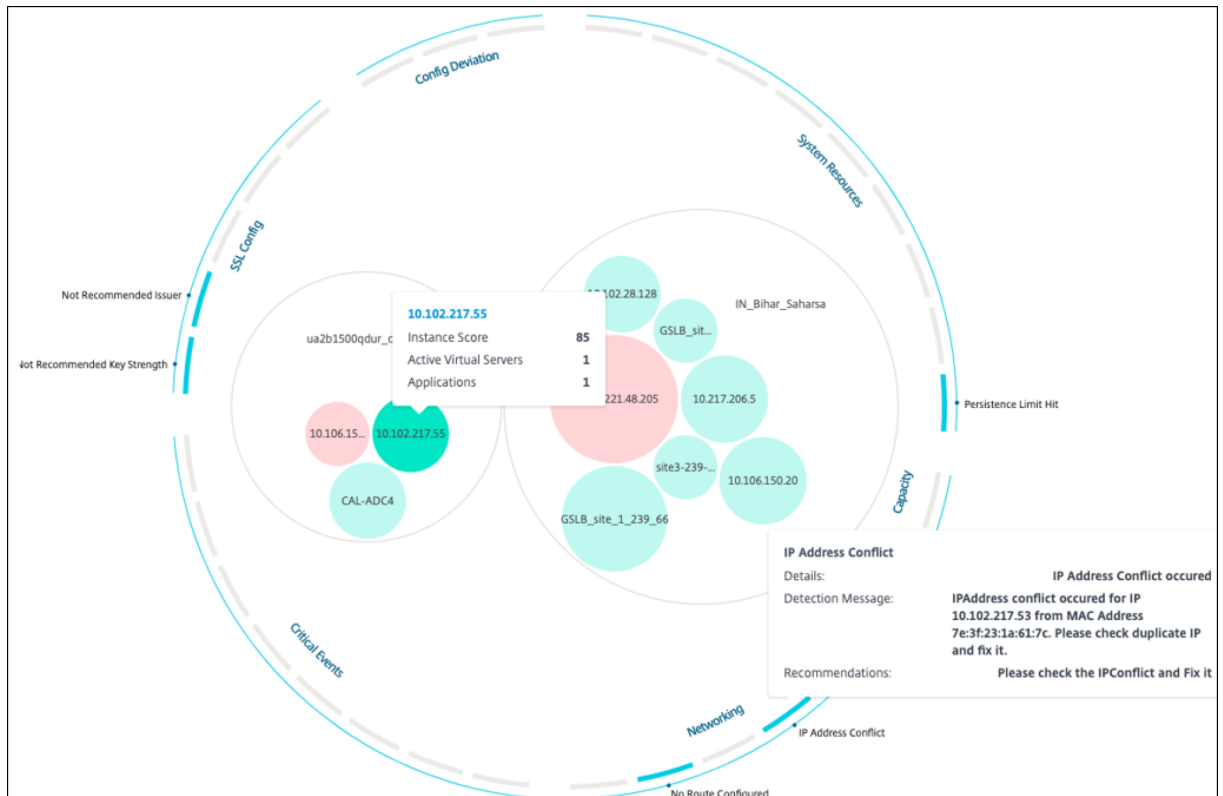 Config Deviation
System Resources
SSL Config
Not Recommended Issuer
ot Recommended Key Strength
10.102.217.55
Instance Score 85
Active Virtual Servers 1
Applications 1
ua2b1500qdur_c
102.28.128
IN_Bihar_Saharsa
GSLB_sit...
221.48.205
10.217.206.5
Persistence Limit Hit
10.106.15...
10.102.217.55
CAL-ADC4
site3-239-...
10.106.150.20
GSLB_site_1_239_66
Capacity
IP Address Conflict
Details: IP Address Conflict occured
Detection Message: IPAddress conflict occured for IP
10.102.217.53 from MAC Address
7e:3f:23:1a:61:7c. Please check duplicate IP
and fix it.
Recommendations: Please check the IPConflict and Fix it
Critical Events
Networking
IP Address Conflict
No Route Configured